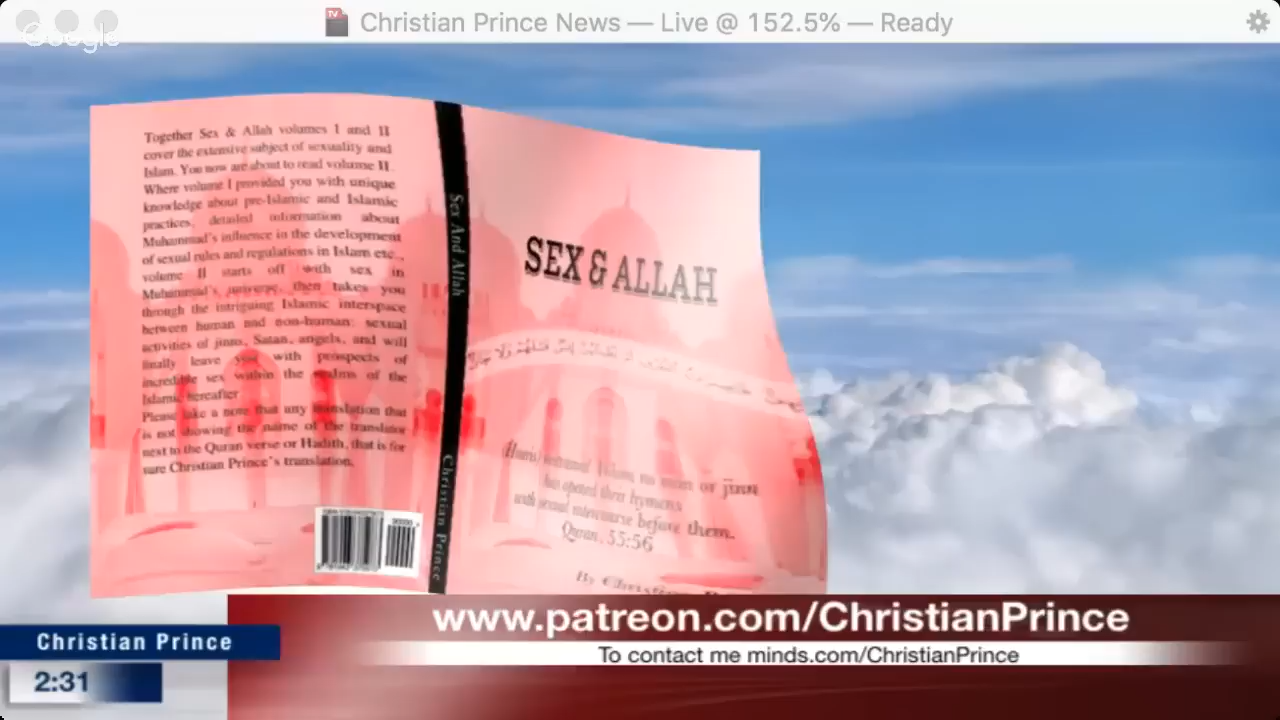 Christian Prince News — Live @ 152.5% — Ready
Google
Together Sex & Allah volumes I and II
cover the extensive subject of sexuality and
Islam. You now are about to read volume II.
Where volume I provided you with unique
knowledge about pre-Islamic and Islamic
practices, detailed information about
Muhammad's influence in the development
of sexual rules and regulations in Islam etc.,
volume II starts off with sex in
Muhammad's universe, then takes you
through the intriguing Islamic interspace
between human and non-human: sexual
activities of jinns, Satan, angels, and will
finally leave you with prospects of
incredible sex within the realms of the
Islamic hereafter
Please take a note that any translation that
is not showing the name of the translator
next to the Quran verse or Hadith, that is for
sure Christian Prince's translation.
Sex And Allah
Christian Prince
SEX & ALLAH
no man or jinn
has opened their hymens
with sexual intercourse before them.
Quran, 55:56
By
www.patreon.com/ChristianPrince
To contact me minds.com/ChristianPrince
Christian Prince
2:31